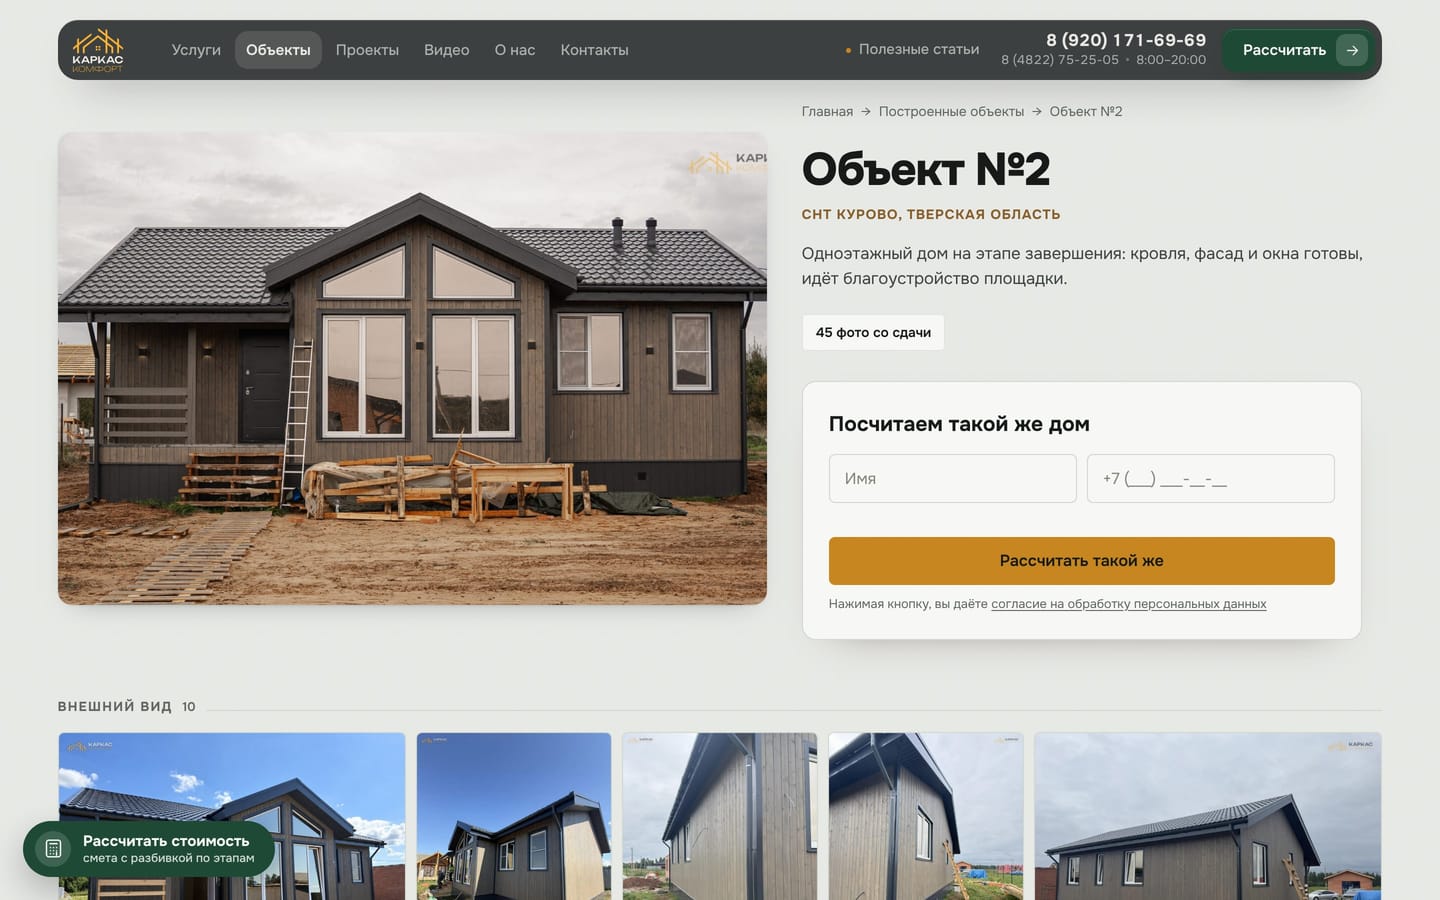 КАРКАС
КОМФОРТ
Услуги
Объекты
Проекты
Видео
О нас
Контакты
Полезные статьи
8 (920) 171-69-69
8 (4822) 75-25-05 • 8:00–20:00
Рассчитать →
Главная → Построенные объекты → Объект №2
Объект №2
СНТ КУРОВО, ТВЕРСКАЯ ОБЛАСТЬ
Одноэтажный дом на этапе завершения: кровля, фасад и окна готовы,
идёт благоустройство площадки.
45 фото со сдачи
Посчитаем такой же дом
Имя
+7 (__) ___-__-__
Рассчитать такой же
Нажимая кнопку, вы даёте согласие на обработку персональных данных
ВНЕШНИЙ ВИД 10
КАРКАС
КАРКАС
Рассчитать стоимость
смета с разбивкой по этапам